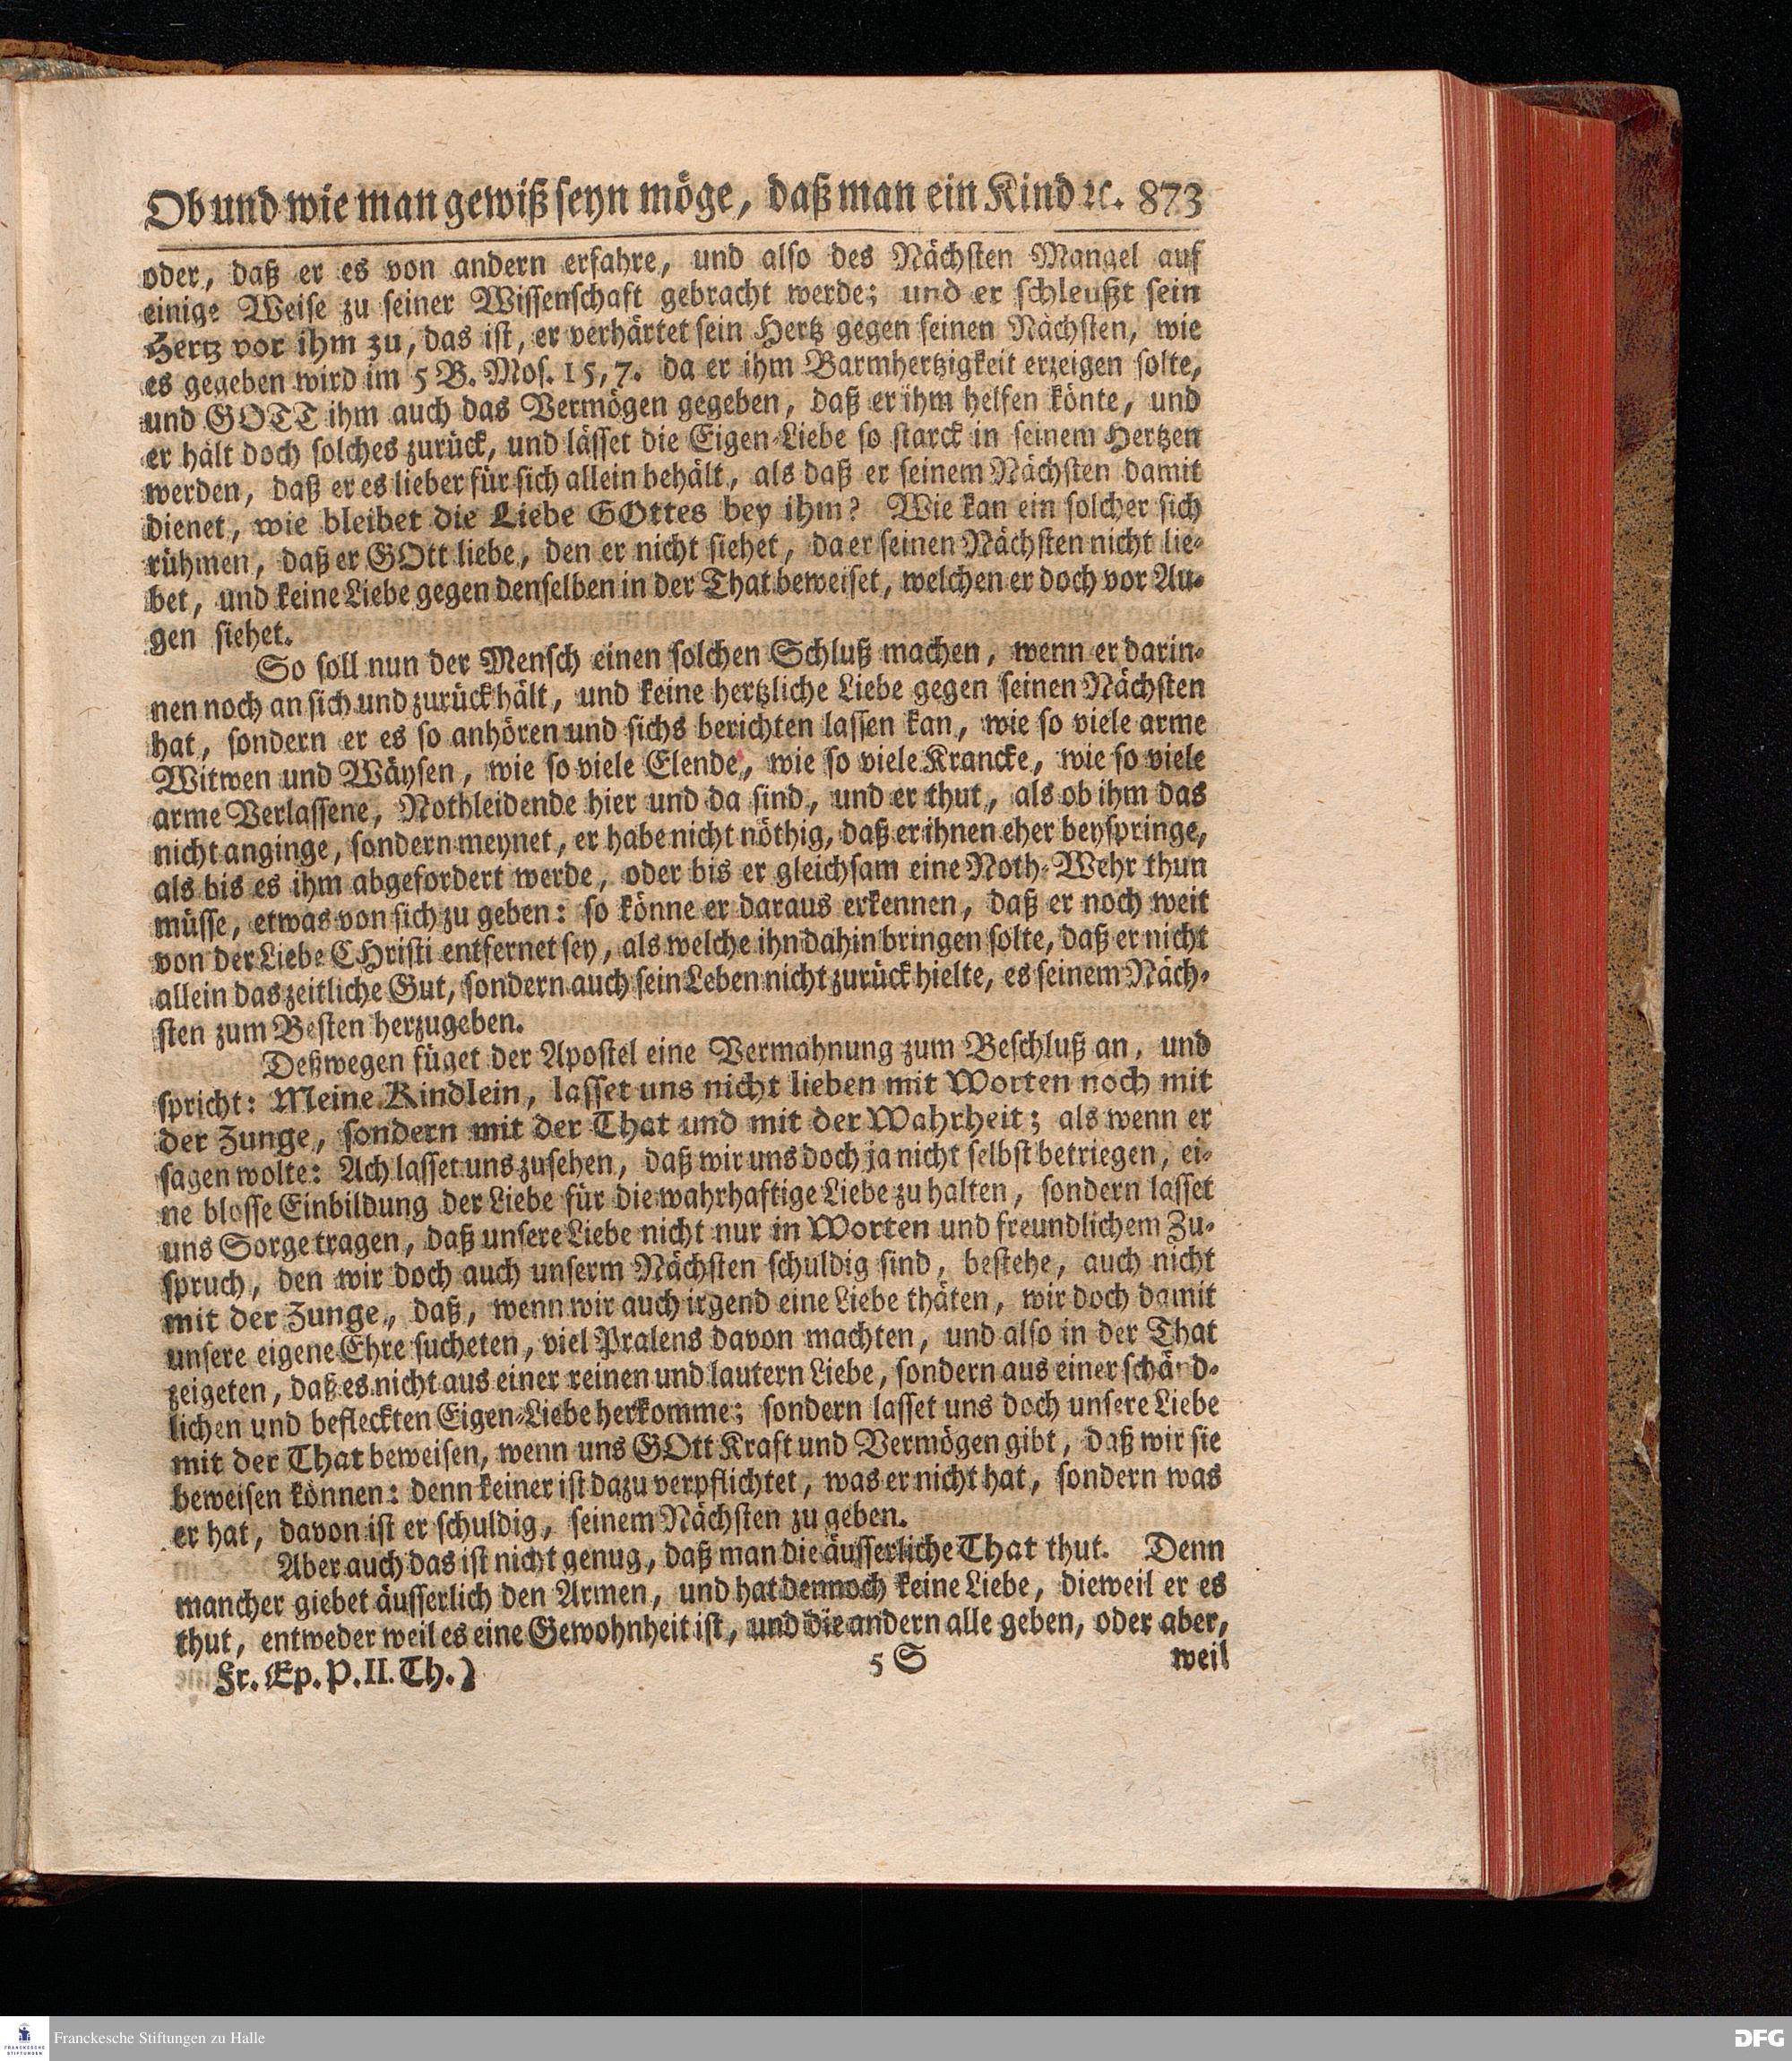 Ob und wie man gewiß seyn möge, daß man ein Kind ꝛc. 873
oder, daß er es von andern erfahre, und also des Nächsten Mangel auf
einige Weise zu seiner Wissenschaft gebracht werde; und er schleußt sein
Hertz vor ihm zu, das ist, er verhärtet sein Hertz gegen seinen Nächsten, wie
es gegeben wird im 5 B. Mos. 15, 7. da er ihm Barmhertzigkeit erzeigen solte,
und GOTT ihm auch das Vermögen gegeben, daß er ihm helfen könte, und
er hält doch solches zurück, und lässet die Eigen-Liebe so starck in seinem Hertzen
werden, daß er es lieber für sich allein behält, als daß er seinem Nächsten damit
dienet, wie bleibet die Liebe GOttes bey ihm? Wie kan ein solcher sich
rühmen, daß er GOtt liebe, den er nicht siehet, da er seinen Nächsten nicht lie-
bet, und keine Liebe gegen denselben in der That beweiset, welchen er doch vor Au-
gen siehet.
So soll nun der Mensch einen solchen Schluß machen, wenn er darin-
nen noch an sich und zurück hält, und keine hertzliche Liebe gegen seinen Nächsten
hat, sondern er es so anhören und sichs berichten lassen kan, wie so viele arme
Witwen und Wäysen, wie so viele Elende, wie so viele Krancke, wie so viele
arme Verlassene, Nothleidende hier und da sind, und er thut, als ob ihm das
nicht anginge, sondern meynet, er habe nicht nöthig, daß er ihnen eher beyspringe,
als bis es ihm abgefordert werde, oder bis er gleichsam eine Noth-Wehr thun
müsse, etwas von sich zu geben: so könne er daraus erkennen, daß er noch weit
von der Liebe CHristi entfernet sey, als welche ihn dahin bringen solte, daß er nicht
allein das zeitliche Gut, sondern auch sein Leben nicht zurück hielte, es seinem Näch-
sten zum Besten herzugeben.
Deßwegen füget der Apostel eine Vermahnung zum Beschluß an, und
spricht: Meine Kindlein, lasset uns nicht lieben mit Worten noch mit
der Zunge, sondern mit der That und mit der Wahrheit; als wenn er
sagen wolte: Ach lasset uns zusehen, daß wir uns doch ja nicht selbst betriegen, ei-
ne blosse Einbildung der Liebe für die wahrhaftige Liebe zu halten, sondern lasset
uns Sorge tragen, daß unsere Liebe nicht nur in Worten und freundlichem Zu-
spruch, den wir doch auch unserm Nächsten schuldig sind, bestehe, auch nicht
mit der Zunge, daß, wenn wir auch irgend eine Liebe thäten, wir doch damit
unsere eigene Ehre sucheten, viel Pralens davon machten, und also in der That
zeigeten, daß es nicht aus einer reinen und lautern Liebe, sondern aus einer schänd-
lichen und befleckten Eigen-Liebe herkomme; sondern lasset uns doch unsere Liebe
mit der That beweisen, wenn uns GOtt Kraft und Vermögen gibt, daß wir sie
beweisen können: denn keiner ist dazu verpflichtet, was er nicht hat, sondern was
er hat, davon ist er schuldig, seinem Nächsten zu geben.
Aber auch das ist nicht genug, daß man die äusserliche That thut. Denn
mancher giebet äusserlich den Armen, und hat dennoch keine Liebe, dieweil er es
thut, entweder weil es eine Gewohnheit ist, und die andern alle geben, oder aber,
Fr. Ep. P. II. Th.) 5 S weil
FRANCKESCHE STIFTUNGEN
Franckesche Stiftungen zu Halle
DFG